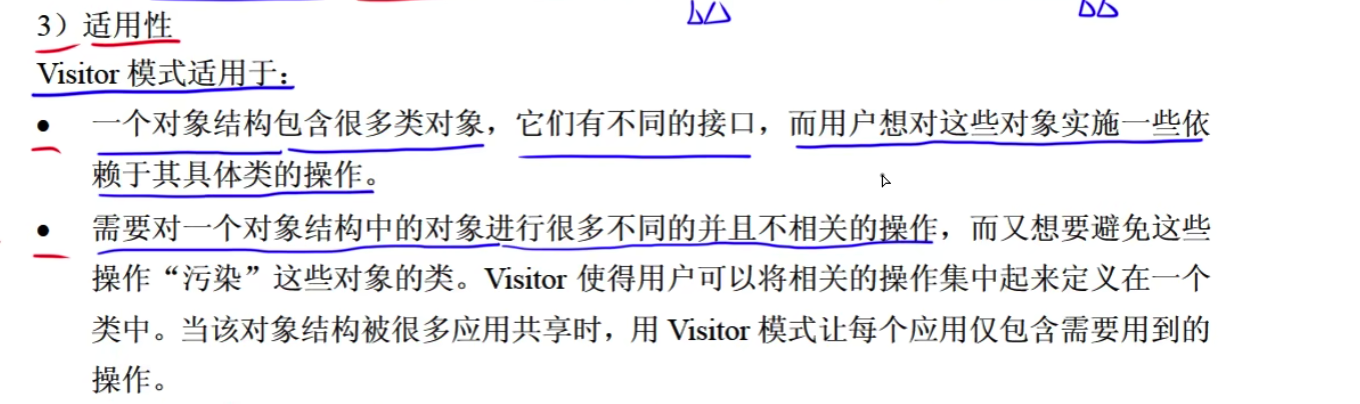 3）适用性
Visitor 模式适用于：
● 一个对象结构包含很多类对象，它们有不同的接口，而用户想对这些对象实施一些依
赖于其具体类的操作。
● 需要对一个对象结构中的对象进行很多不同的并且不相关的操作，而又想要避免这些
操作“污染”这些对象的类。Visitor 使得用户可以将相关的操作集中起来定义在一个
类中。当该对象结构被很多应用共享时，用 Visitor 模式让每个应用仅包含需要用到的
操作。